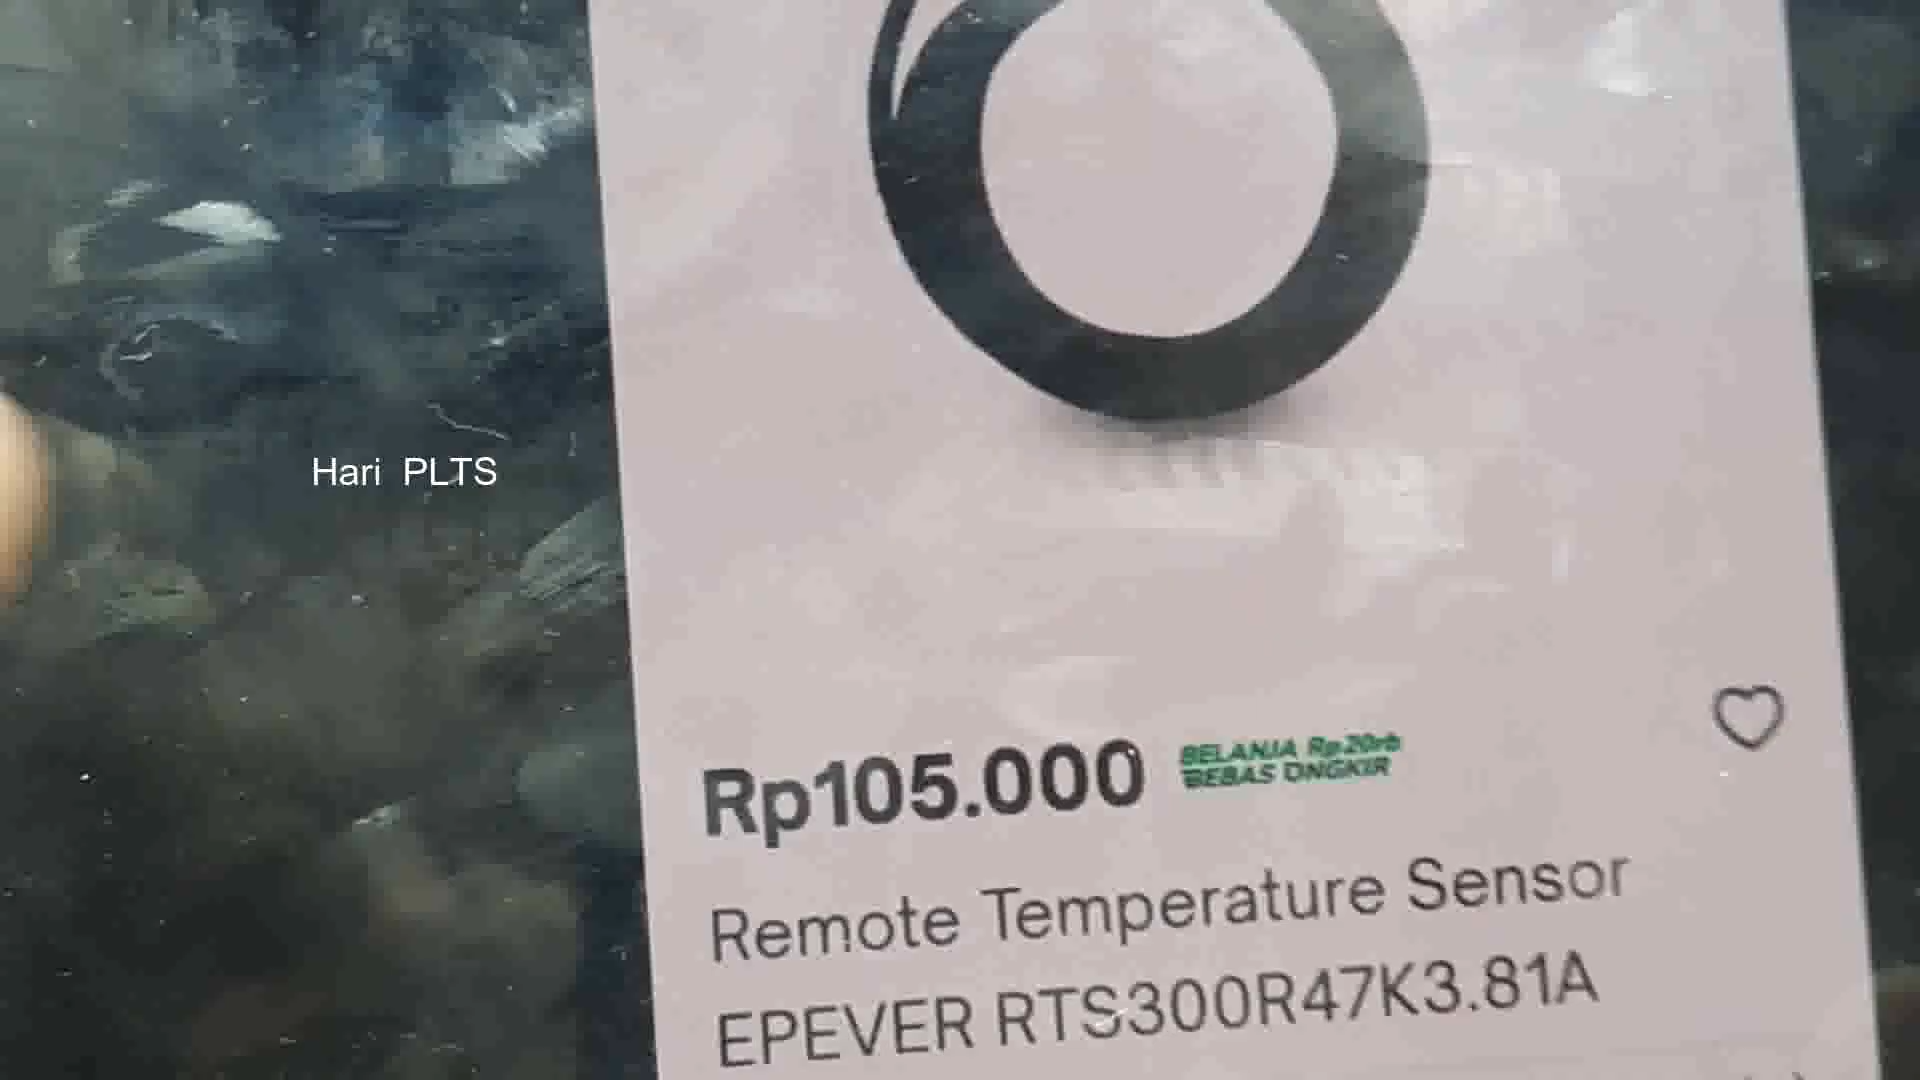 Hari PLTS
Rp105.000
BELANJA Rp20rb
BEBAS ONGKIR
Remote Temperature Sensor
EPEVER RTS300R47K3.81A